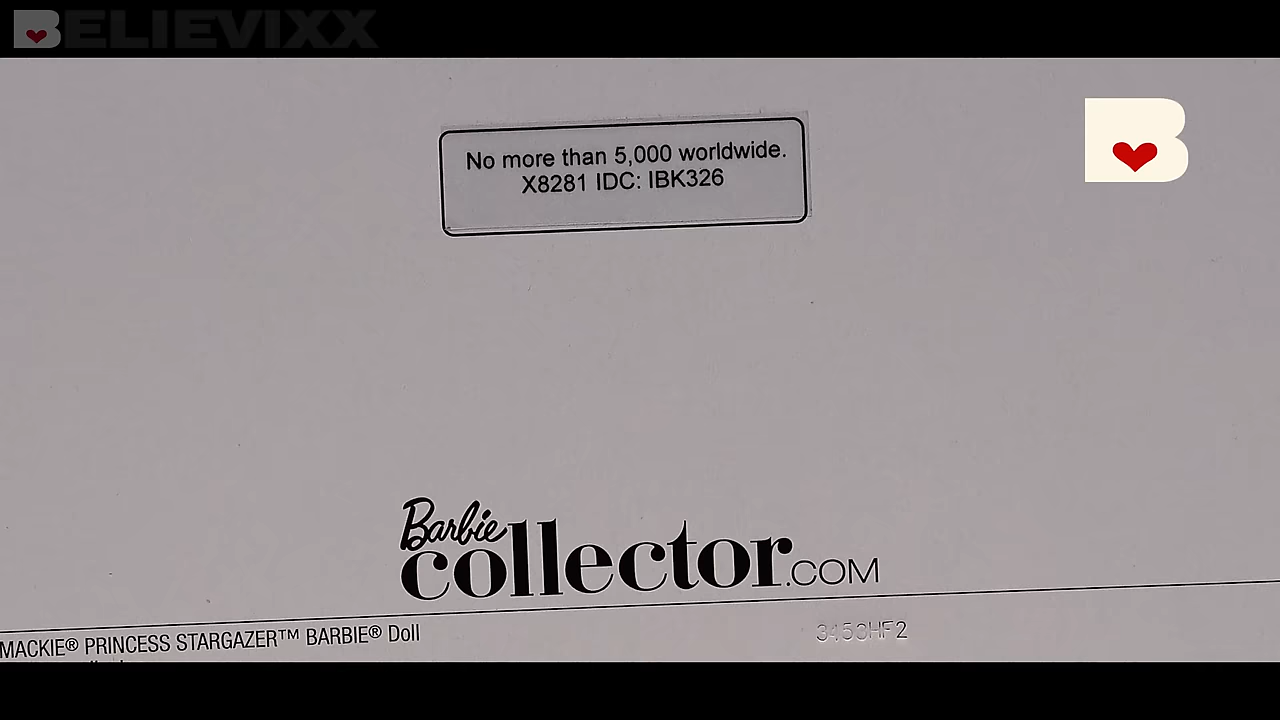 BELIEVIXX
B
No more than 5,000 worldwide.
X8281 IDC: IBK326
Barbie
collector.COM
MACKIE® PRINCESS STARGAZER™ BARBIE® Doll